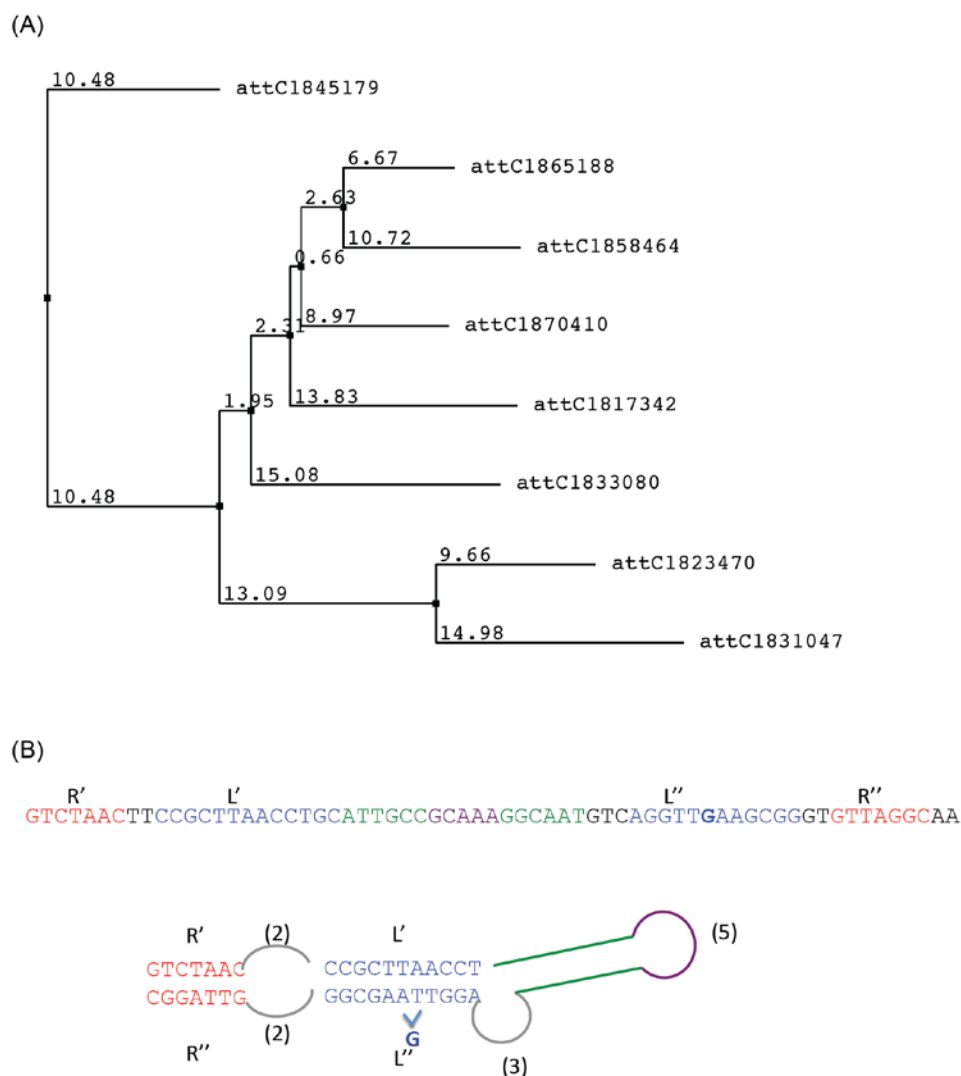 (A)
10.48
attC1845179
6.67
attC1865188
2.63
10.72
attC1858464
0.66
8.97
attC1870410
2.31
13.83
attC1817342
1.95
15.08
attC1833080
10.48
9.66
attC1823470
13.09
14.98
attC1831047
(B)
R’ L’ L’’ R’’
GTCTAACTTCCGCTTAACCTGCATTGCCGCAAAGGCAATGTCAGGTTGAAGCGGGTGTTAGGCAA
R’ (2) L’ (5)
GTCTAAC CCGCTTAACCT
CGGATTG GGCGAATTGGA
(2) G
R’’ L’’ (3)